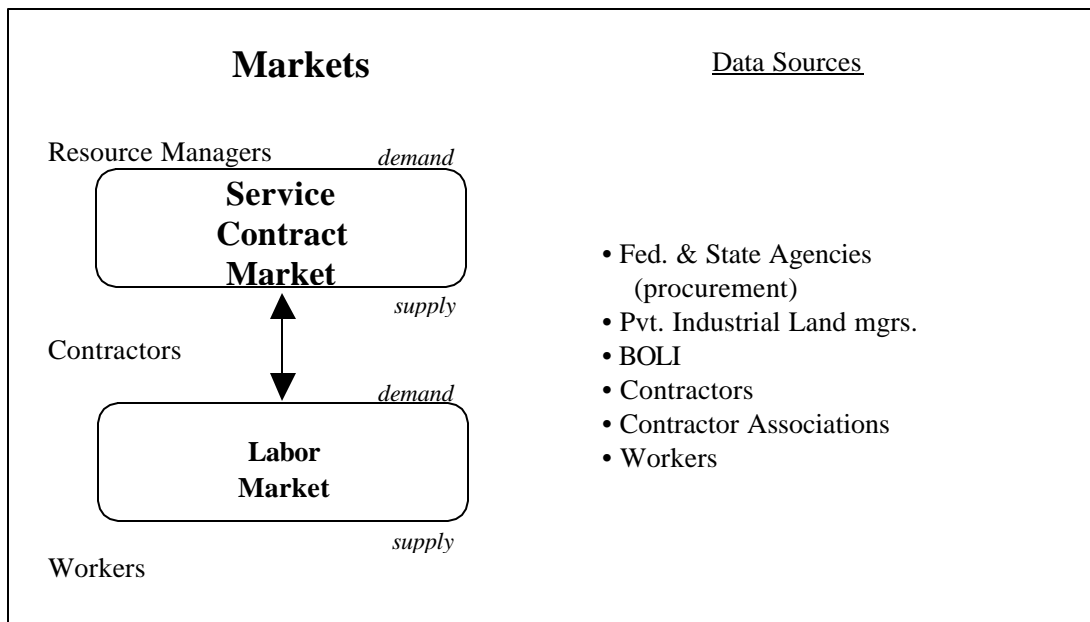 Markets
Resource Managers
demand
Service
Contract
Market
supply
Contractors
demand
Labor
Market
supply
Workers
Data Sources
• Fed. & State Agencies
(procurement)
• Pvt. Industrial Land mgrs.
• BOLI
• Contractors
• Contractor Associations
• Workers